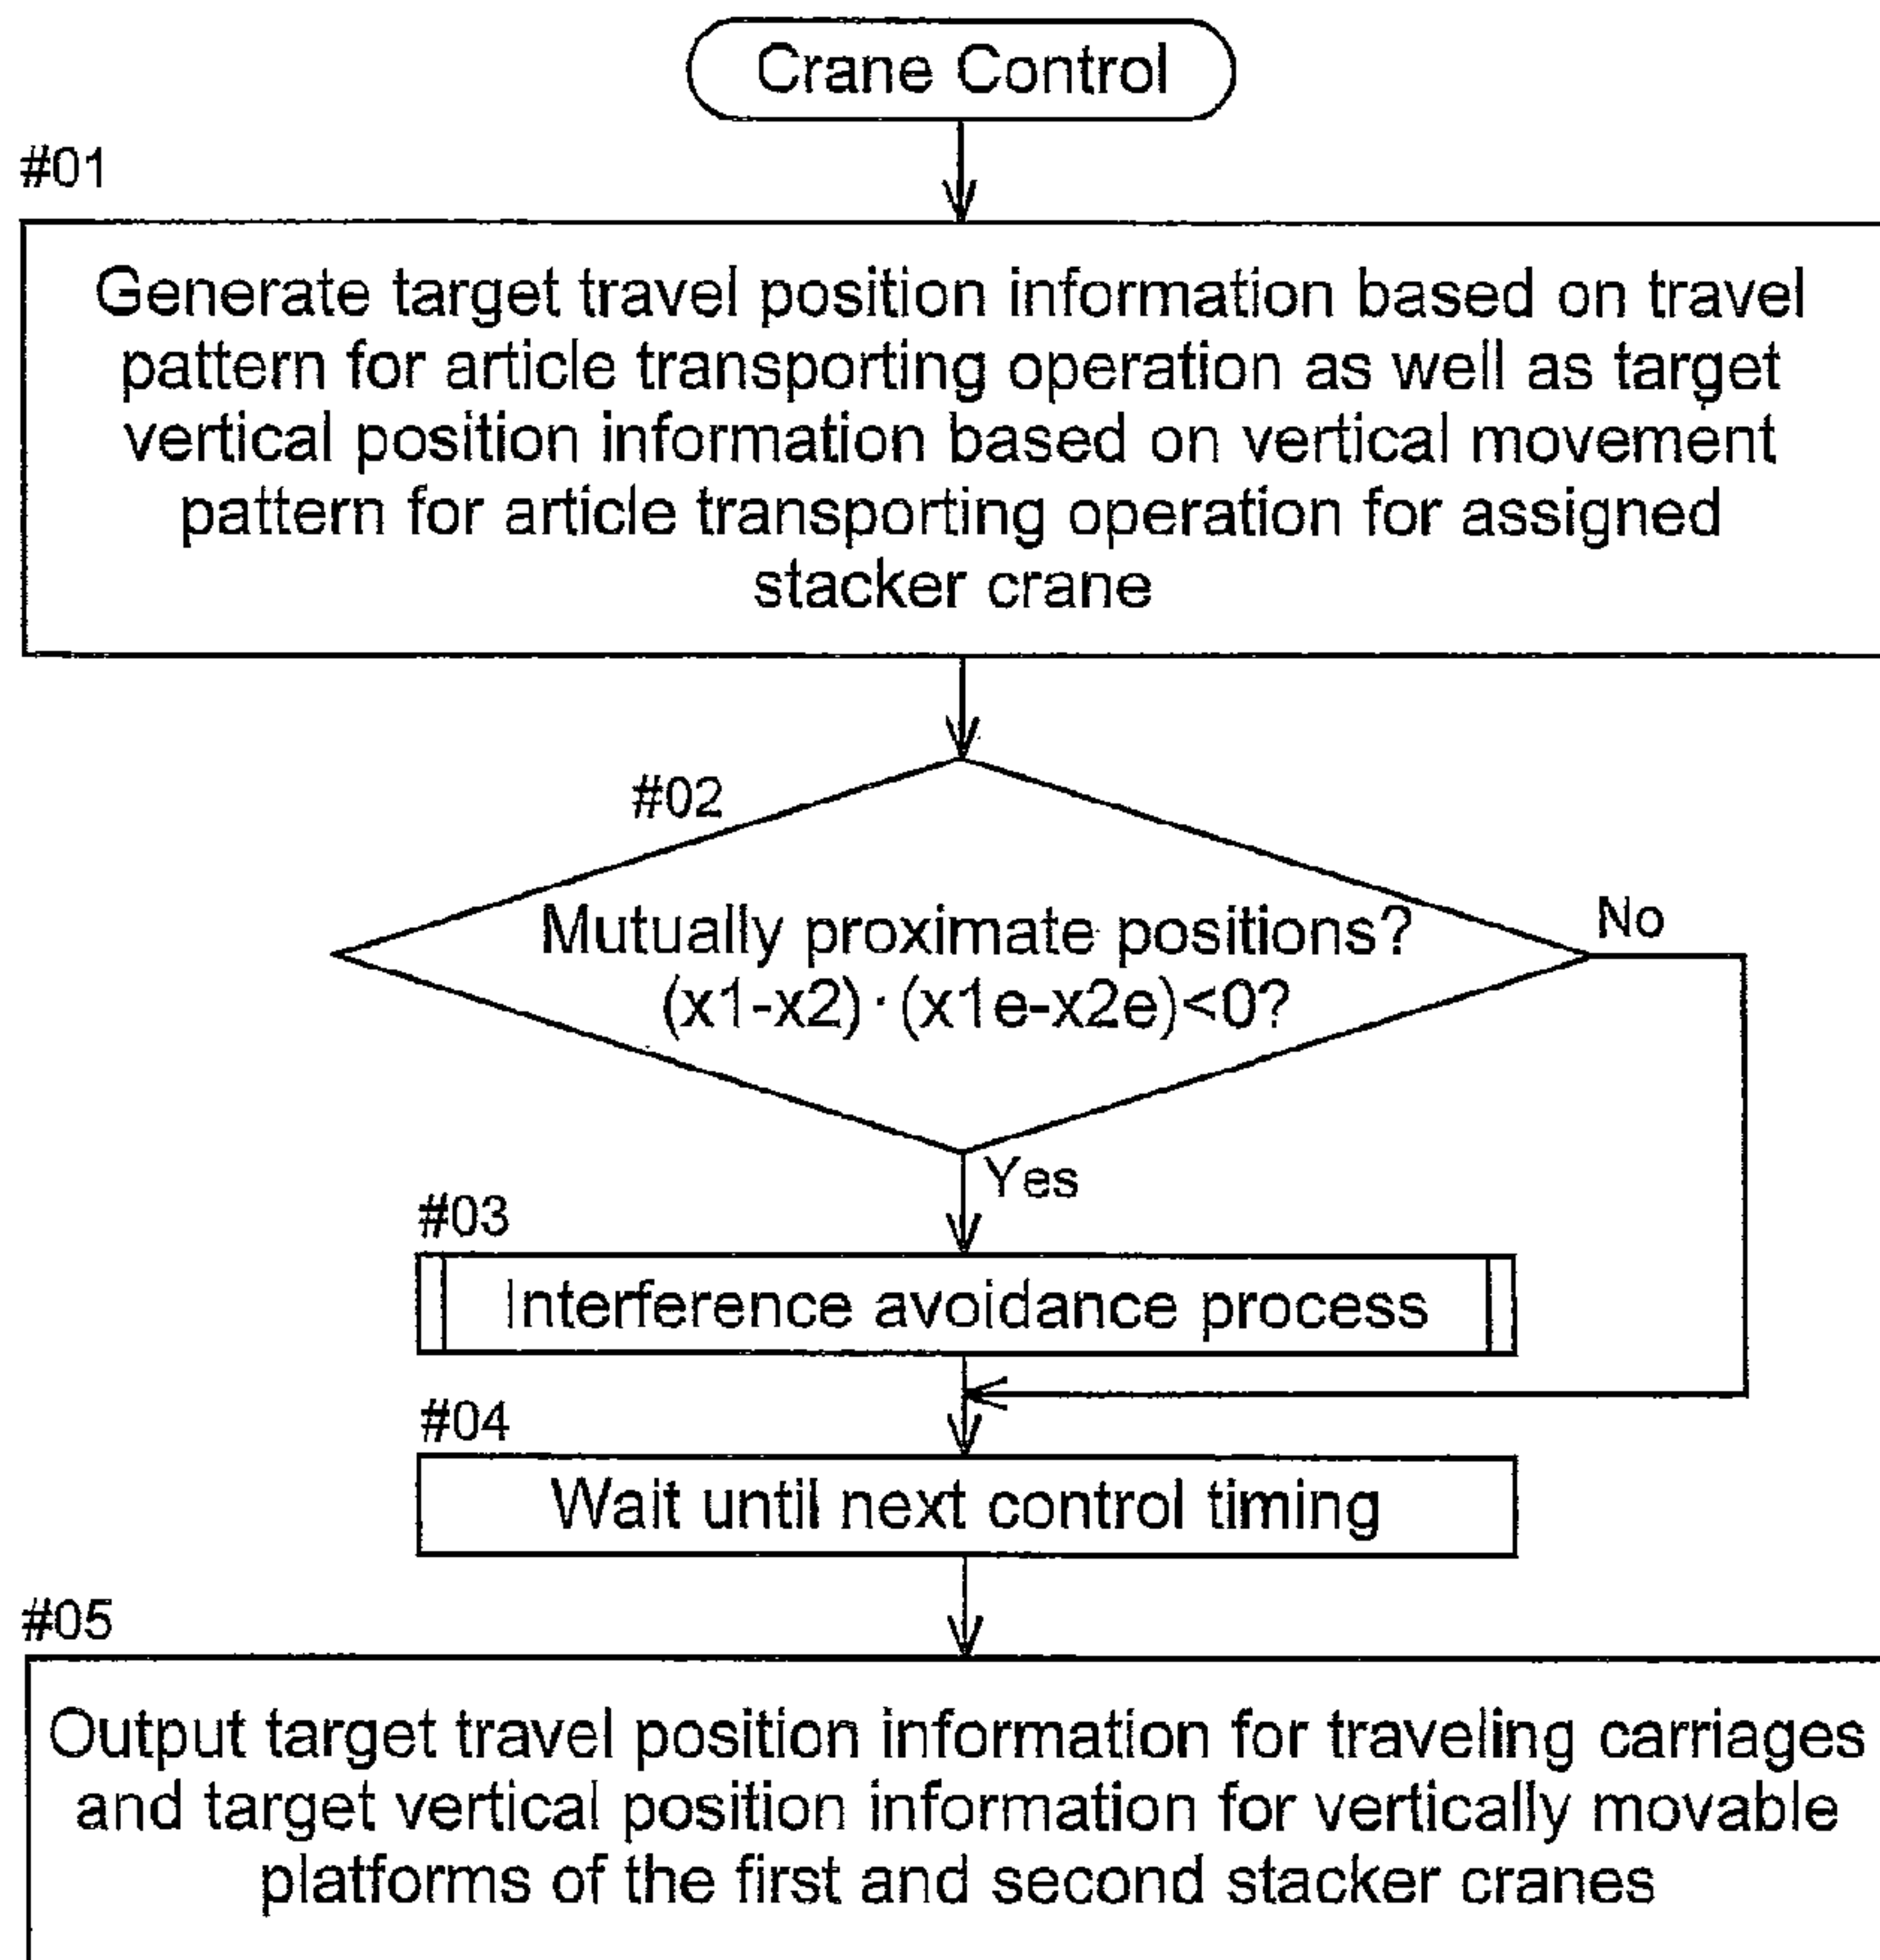 Crane Control
#01
Generate target travel position information based on travel
pattern for article transporting operation as well as target
vertical position information based on vertical movement
pattern for article transporting operation for assigned
stacker crane
#02
Mutually proximate positions?
(x1-x2)·(x1e-x2e)<0?
No
Yes
#03
Interference avoidance process
#04
Wait until next control timing
#05
Output target travel position information for traveling carriages
and target vertical position information for vertically movable
platforms of the first and second stacker cranes